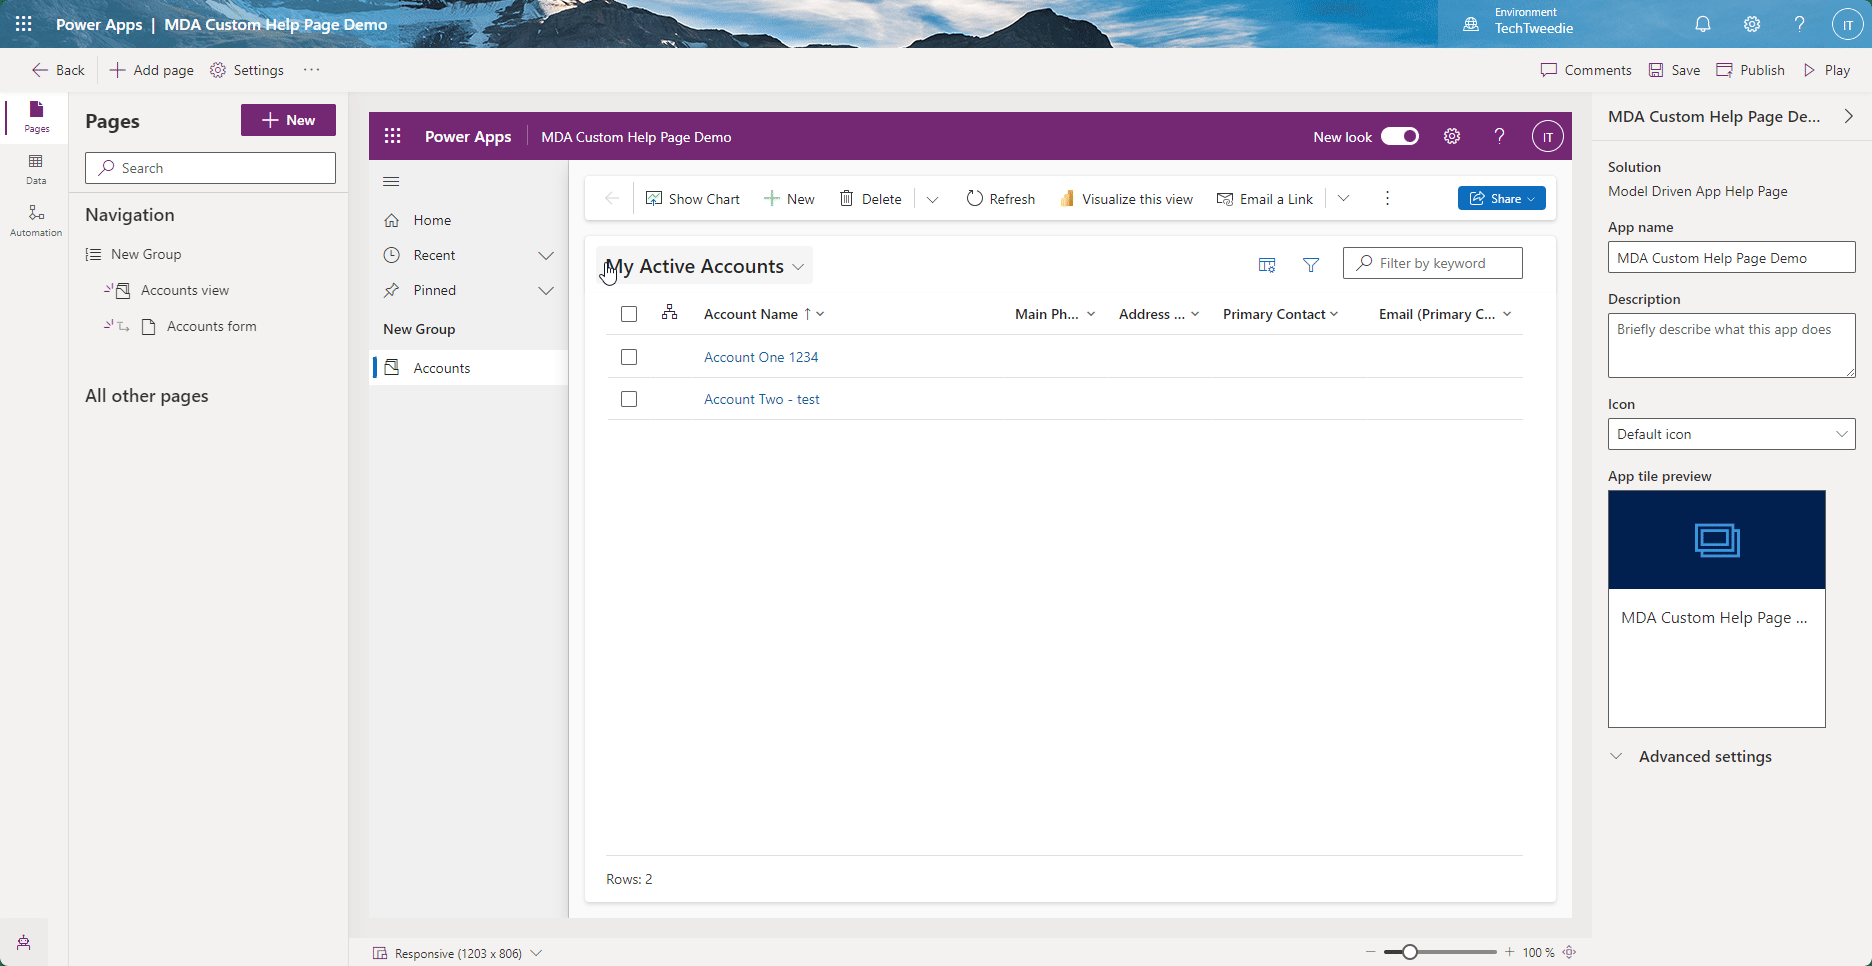 Power Apps | MDA Custom Help Page Demo
Environment
TechTweedie
IT
Back
Add page
Settings
Comments
Save
Publish
Play
Pages
Data
Automation
Pages
New
Search
Navigation
New Group
Accounts view
Accounts form
All other pages
Power Apps
MDA Custom Help Page Demo
New look
IT
Home
Recent
Pinned
New Group
Accounts
Show Chart
New
Delete
Refresh
Visualize this view
Email a Link
Share
My Active Accounts
Filter by keyword
Account Name
Main Ph...
Address ...
Primary Contact
Email (Primary C...
Account One 1234
Account Two - test
Rows: 2
Responsive (1203 x 806)
100 %
MDA Custom Help Page De...
Solution
Model Driven App Help Page
App name
MDA Custom Help Page Demo
Description
Briefly describe what this app does
Icon
Default icon
App tile preview
MDA Custom Help Page ...
Advanced settings